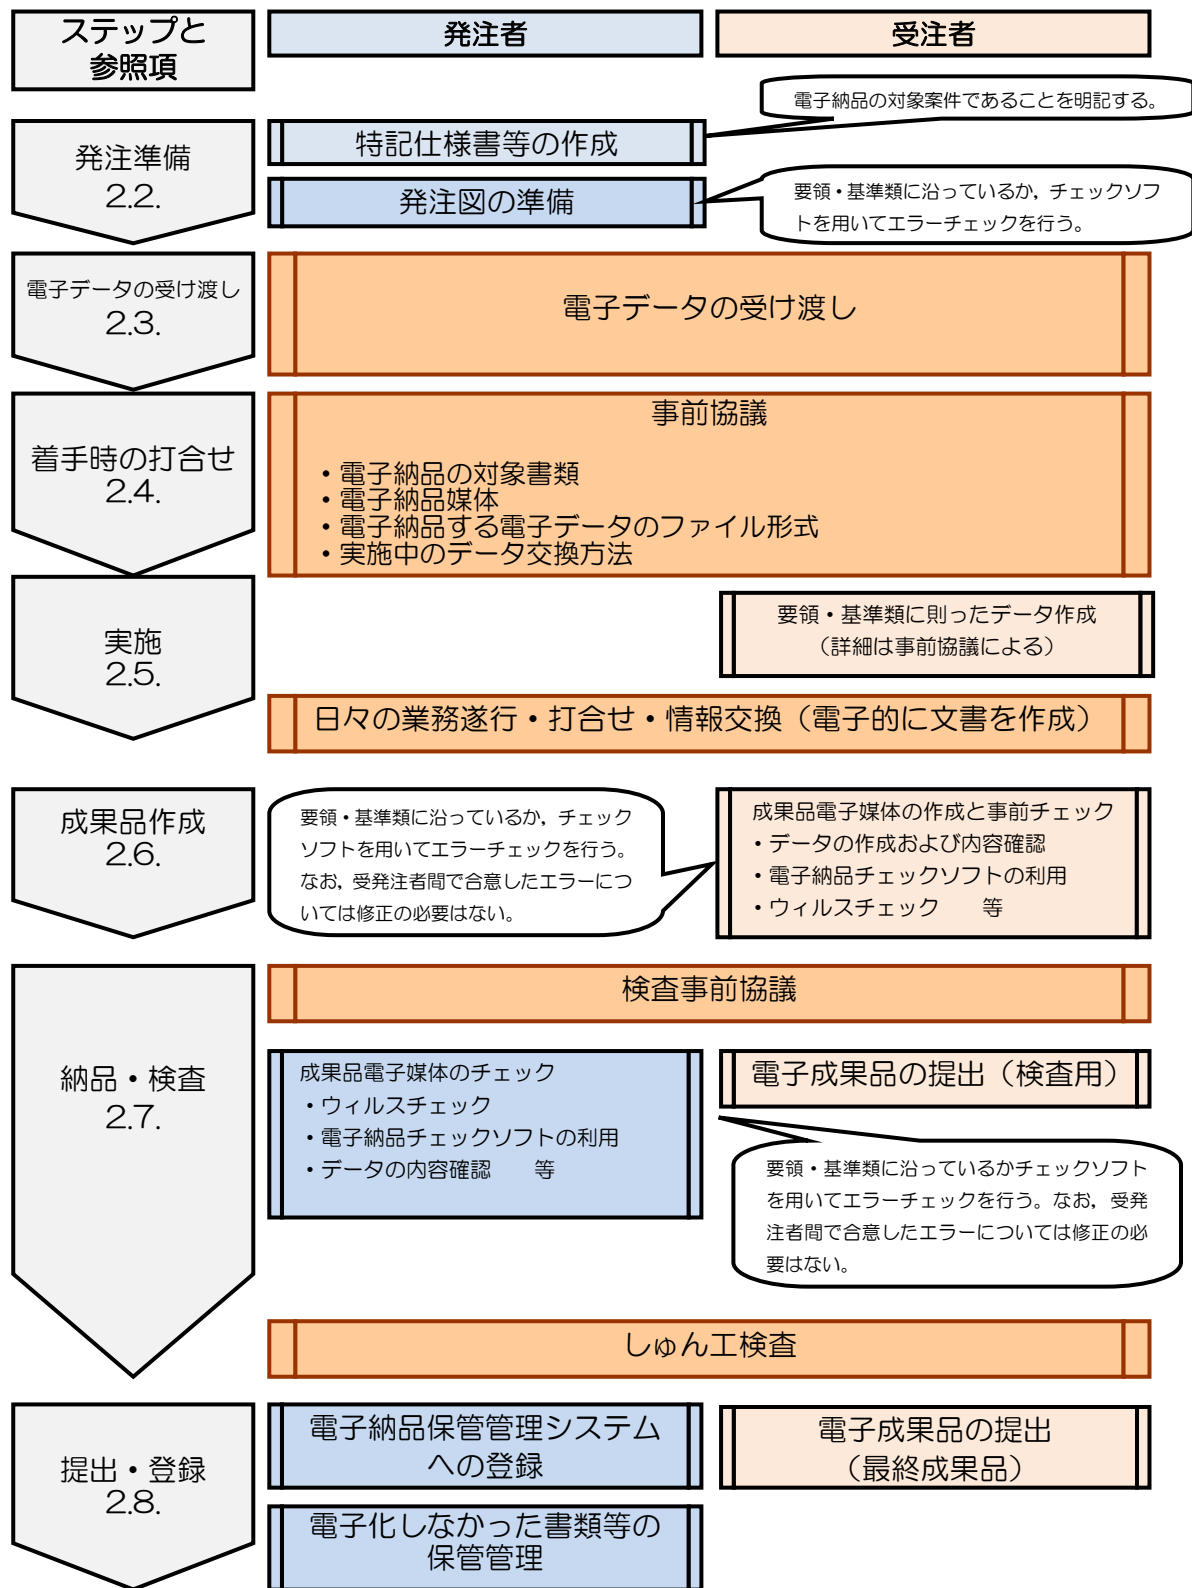 ステップと
参照項
発注者
受注者
電子納品の対象案件であることを明記する。
発注準備
2.2.
特記仕様書等の作成
発注図の準備
要領・基準類に沿っているか，チェックソフ
トを用いてエラーチェックを行う。
電子データの受け渡し
2.3.
電子データの受け渡し
着手時の打合せ
2.4.
事前協議
・電子納品の対象書類
・電子納品媒体
・電子納品する電子データのファイル形式
・実施中のデータ交換方法
実施
2.5.
要領・基準類に則ったデータ作成
（詳細は事前協議による）
日々の業務遂行・打合せ・情報交換（電子的に文書を作成）
成果品作成
2.6.
要領・基準類に沿っているか，チェック
ソフトを用いてエラーチェックを行う。
なお，受発注者間で合意したエラーにつ
いては修正の必要はない。
成果品電子媒体の作成と事前チェック
・データの作成および内容確認
・電子納品チェックソフトの利用
・ウィルスチェック　　等
納品・検査
2.7.
検査事前協議
成果品電子媒体のチェック
・ウィルスチェック
・電子納品チェックソフトの利用
・データの内容確認　　等
電子成果品の提出（検査用）
要領・基準類に沿っているかチェックソフト
を用いてエラーチェックを行う。なお，受発
注者間で合意したエラーについては修正の必
要はない。
しゅん工検査
提出・登録
2.8.
電子納品保管管理システム
への登録
電子成果品の提出
（最終成果品）
電子化しなかった書類等の
保管管理